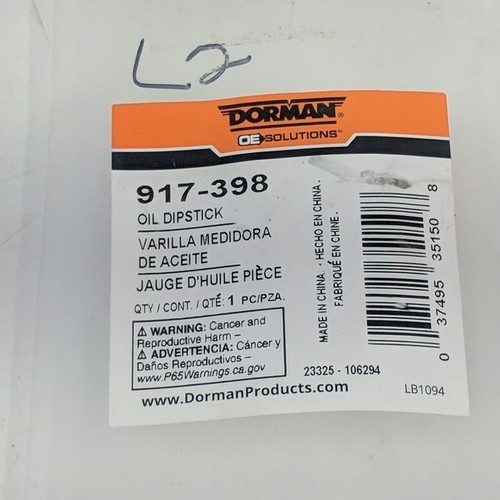 L2
DORMAN
OE SOLUTIONS™
917-398
OIL DIPSTICK
VARILLA MEDIDORA
DE ACEITE
JAUGE D'HUILE PIÈCE
QTY / CONT. / QTÉ: 1 PC/PZA.
⚠ WARNING: Cancer and
Reproductive Harm –
⚠ ADVERTENCIA: Cáncer y
Daños Reproductivos –
www.P65Warnings.ca.gov
www.DormanProducts.com
MADE IN CHINA · HECHO EN CHINA ·
FABRIQUÉ EN CHINE.
23325 - 106294
0 37495 35150 8
LB1094